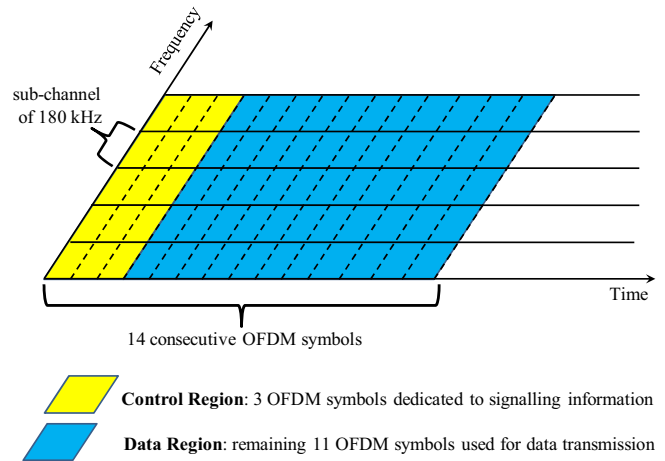 Frequency
sub-channel
of 180 kHz
Time
14 consecutive OFDM symbols
Control Region: 3 OFDM symbols dedicated to signalling information
Data Region: remaining 11 OFDM symbols used for data transmission